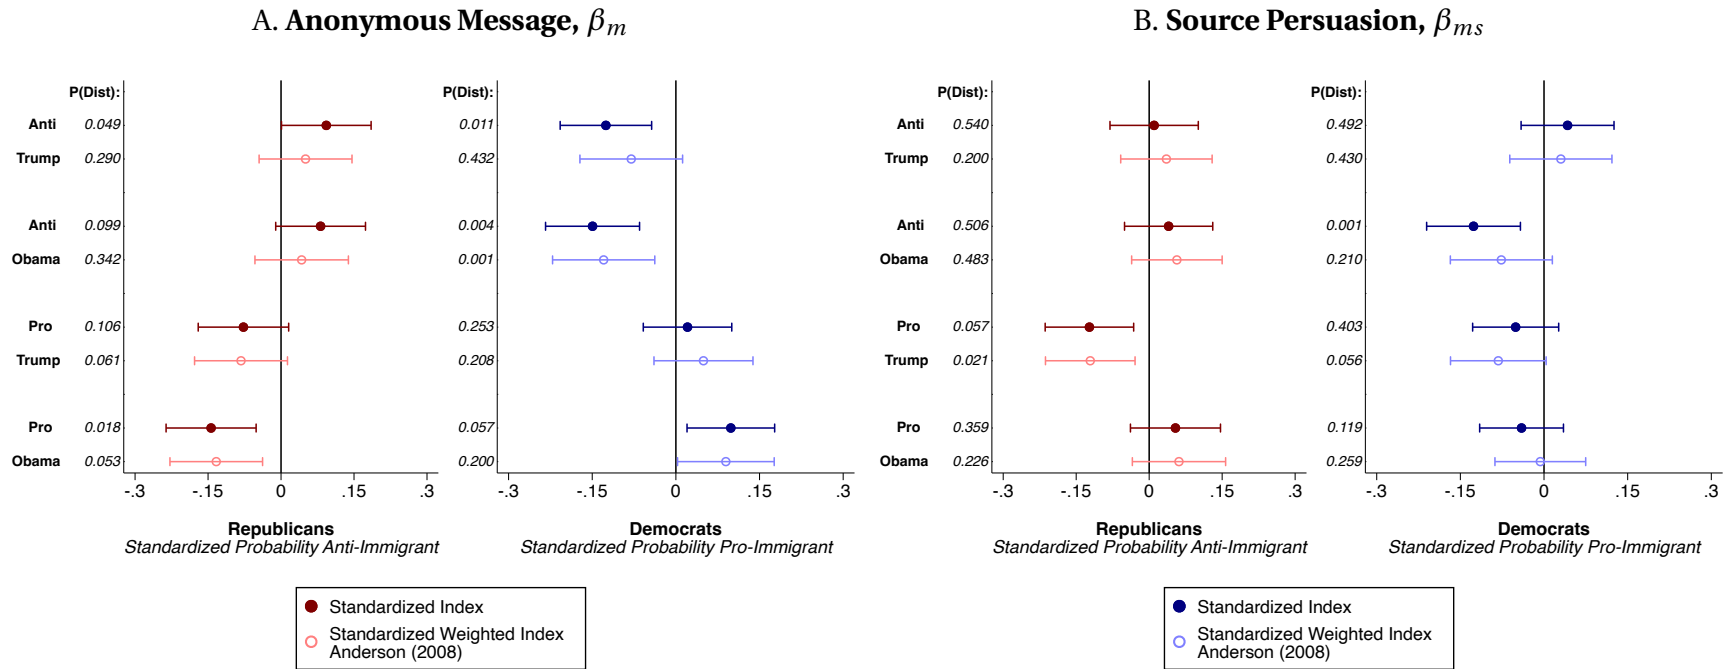 A. Anonymous Message, βm
B. Source Persuasion, βms
P(Dist): P(Dist): P(Dist): P(Dist):
Anti 0.049 0.011 Anti 0.540 0.492
Trump 0.290 0.432 Trump 0.200 0.430
Anti 0.099 0.004 Anti 0.506 0.001
Obama 0.342 0.001 Obama 0.483 0.210
Pro 0.106 0.253 Pro 0.057 0.403
Trump 0.061 0.208 Trump 0.021 0.056
Pro 0.018 0.057 Pro 0.359 0.119
Obama 0.053 0.200 Obama 0.226 0.259
-.3 -.15 0 .15 .3 -.3 -.15 0 .15 .3 -.3 -.15 0 .15 .3 -.3 -.15 0 .15 .3
Republicans Democrats Republicans Democrats
Standardized Probability Anti-Immigrant Standardized Probability Pro-Immigrant Standardized Probability Anti-Immigrant Standardized Probability Pro-Immigrant
Standardized Index
Standardized Weighted Index
Anderson (2008)
Standardized Index
Standardized Weighted Index
Anderson (2008)